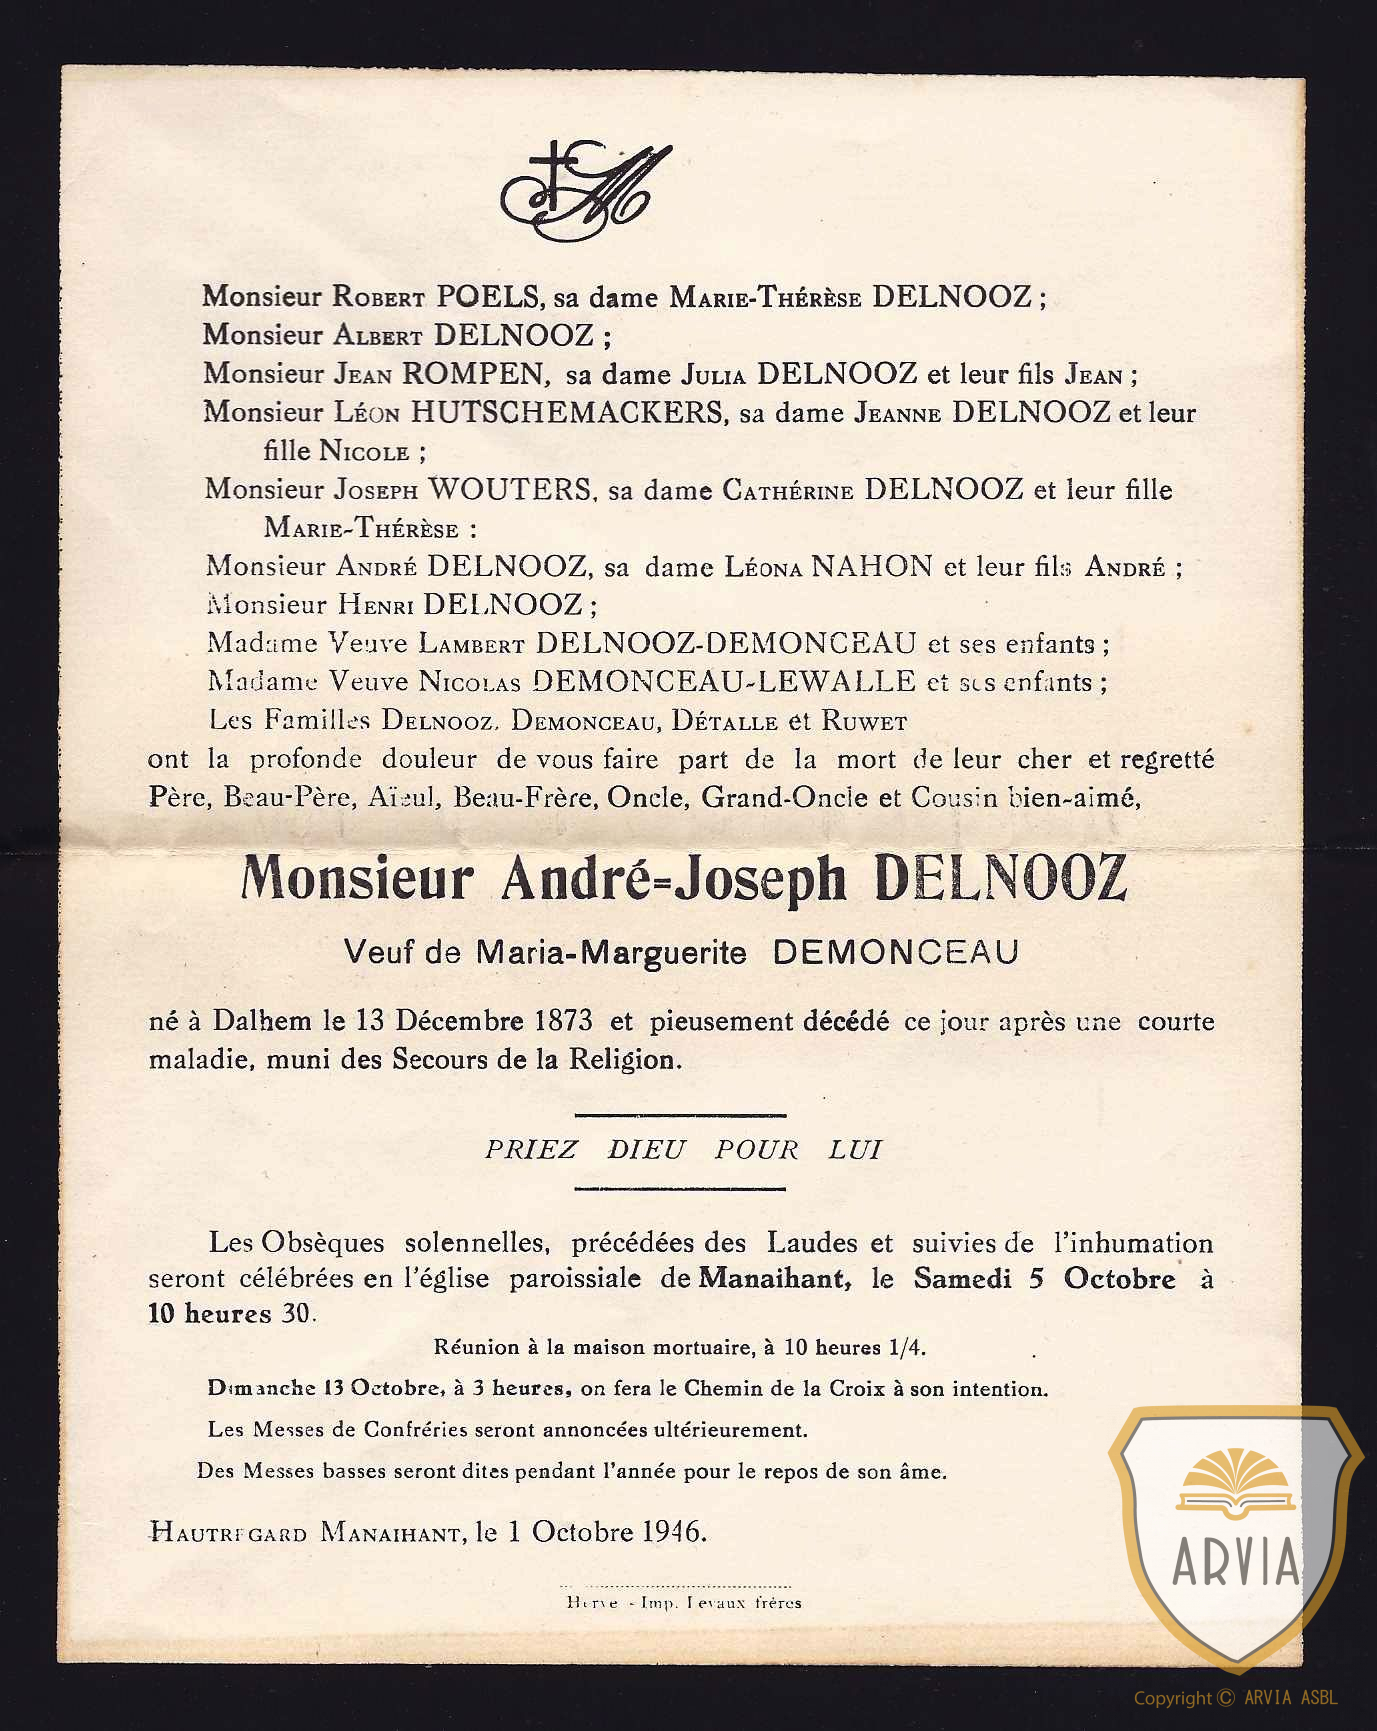 Monsieur Robert POELS, sa dame Marie-Thérèse DELNOOZ ;
Monsieur Albert DELNOOZ ;
Monsieur Jean ROMPEN, sa dame Julia DELNOOZ et leur fils Jean ;
Monsieur Léon HUTSCHEMACKERS, sa dame Jeanne DELNOOZ et leur
fille Nicole ;
Monsieur Joseph WOUTERS, sa dame Cathérine DELNOOZ et leur fille
Marie-Thérèse :
Monsieur André DELNOOZ, sa dame Léona NAHON et leur fils André ;
Monsieur Henri DELNOOZ ;
Madame Veuve Lambert DELNOOZ-DEMONCEAU et ses enfants ;
Madame Veuve Nicolas DEMONCEAU-LEWALLE et ses enfants ;
Les Familles Delnooz, Demonceau, Détalle et Ruwet
ont la profonde douleur de vous faire part de la mort de leur cher et regretté
Père, Beau-Père, Aïeul, Beau-Frère, Oncle, Grand-Oncle et Cousin bien-aimé,
Monsieur André-Joseph DELNOOZ
Veuf de Maria-Marguerite DEMONCEAU
né à Dalhem le 13 Décembre 1873 et pieusement décédé ce jour après une courte
maladie, muni des Secours de la Religion.
PRIEZ DIEU POUR LUI
Les Obsèques solennelles, précédées des Laudes et suivies de l'inhumation
seront célébrées en l'église paroissiale de Manaihant, le Samedi 5 Octobre à
10 heures 30.
Réunion à la maison mortuaire, à 10 heures 1/4.
Dimanche 13 Octobre, à 3 heures, on fera le Chemin de la Croix à son intention.
Les Messes de Confréries seront annoncées ultérieurement.
Des Messes basses seront dites pendant l'année pour le repos de son âme.
Hautregard Manaihant, le 1 Octobre 1946.
Herve - Imp. Levaux frères
ARVIA
Copyright © ARVIA ASBL